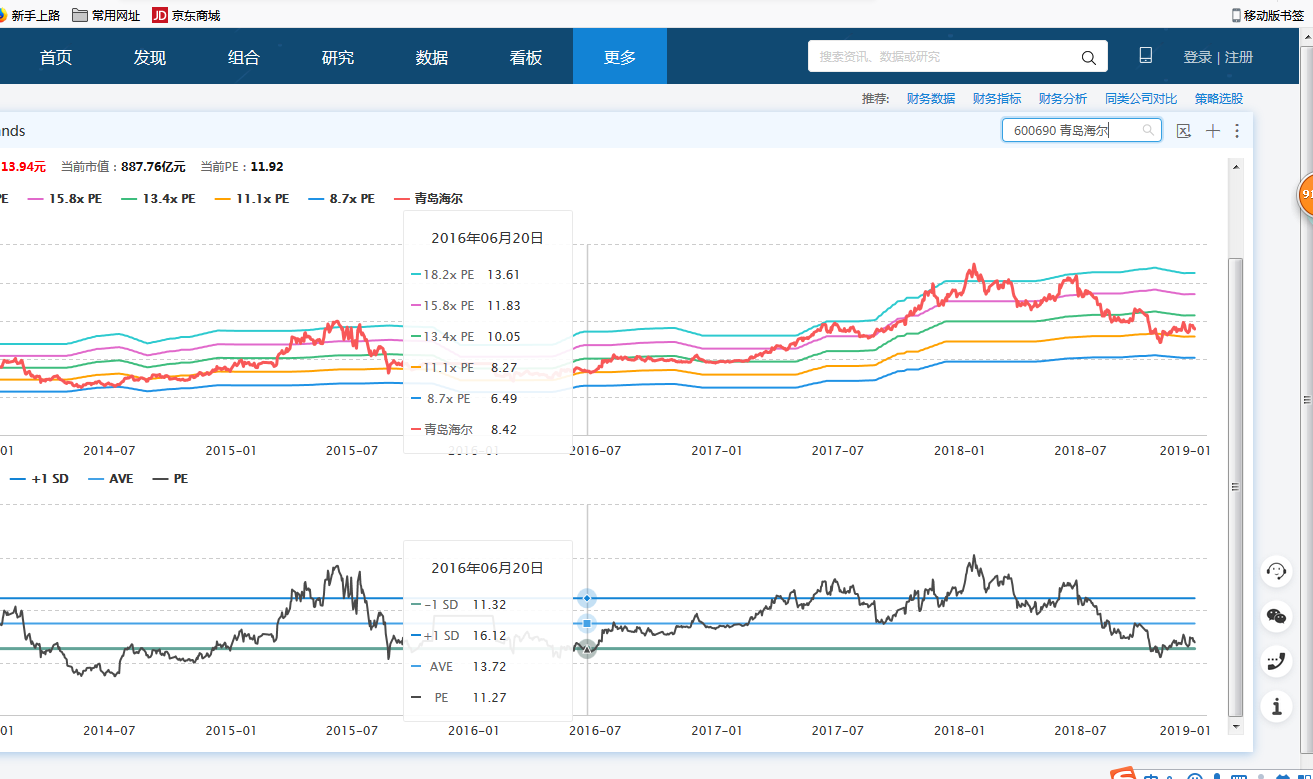 新手上路 常用网址 JD 京东商城 移动版书签
首页 发现 组合 研究 数据 看板 更多 搜索资讯、数据或研究 登录 | 注册
推荐: 财务数据 财务指标 财务分析 同类公司对比 策略选股
nds 600690 青岛海尔
13.94元 当前市值：887.76亿元 当前PE：11.92
PE 15.8x PE 13.4x PE 11.1x PE 8.7x PE 青岛海尔
2016年06月20日
18.2x PE 13.61
15.8x PE 11.83
13.4x PE 10.05
11.1x PE 8.27
8.7x PE 6.49
青岛海尔 8.42
01 2014-07 2015-01 2015-07 2016-01 2016-07 2017-01 2017-07 2018-01 2018-07 2019-01
+1 SD AVE PE
2016年06月20日
-1 SD 11.32
+1 SD 16.12
AVE 13.72
PE 11.27
01 2014-07 2015-01 2015-07 2016-01 2016-07 2017-01 2017-07 2018-01 2018-07 2019-01
91